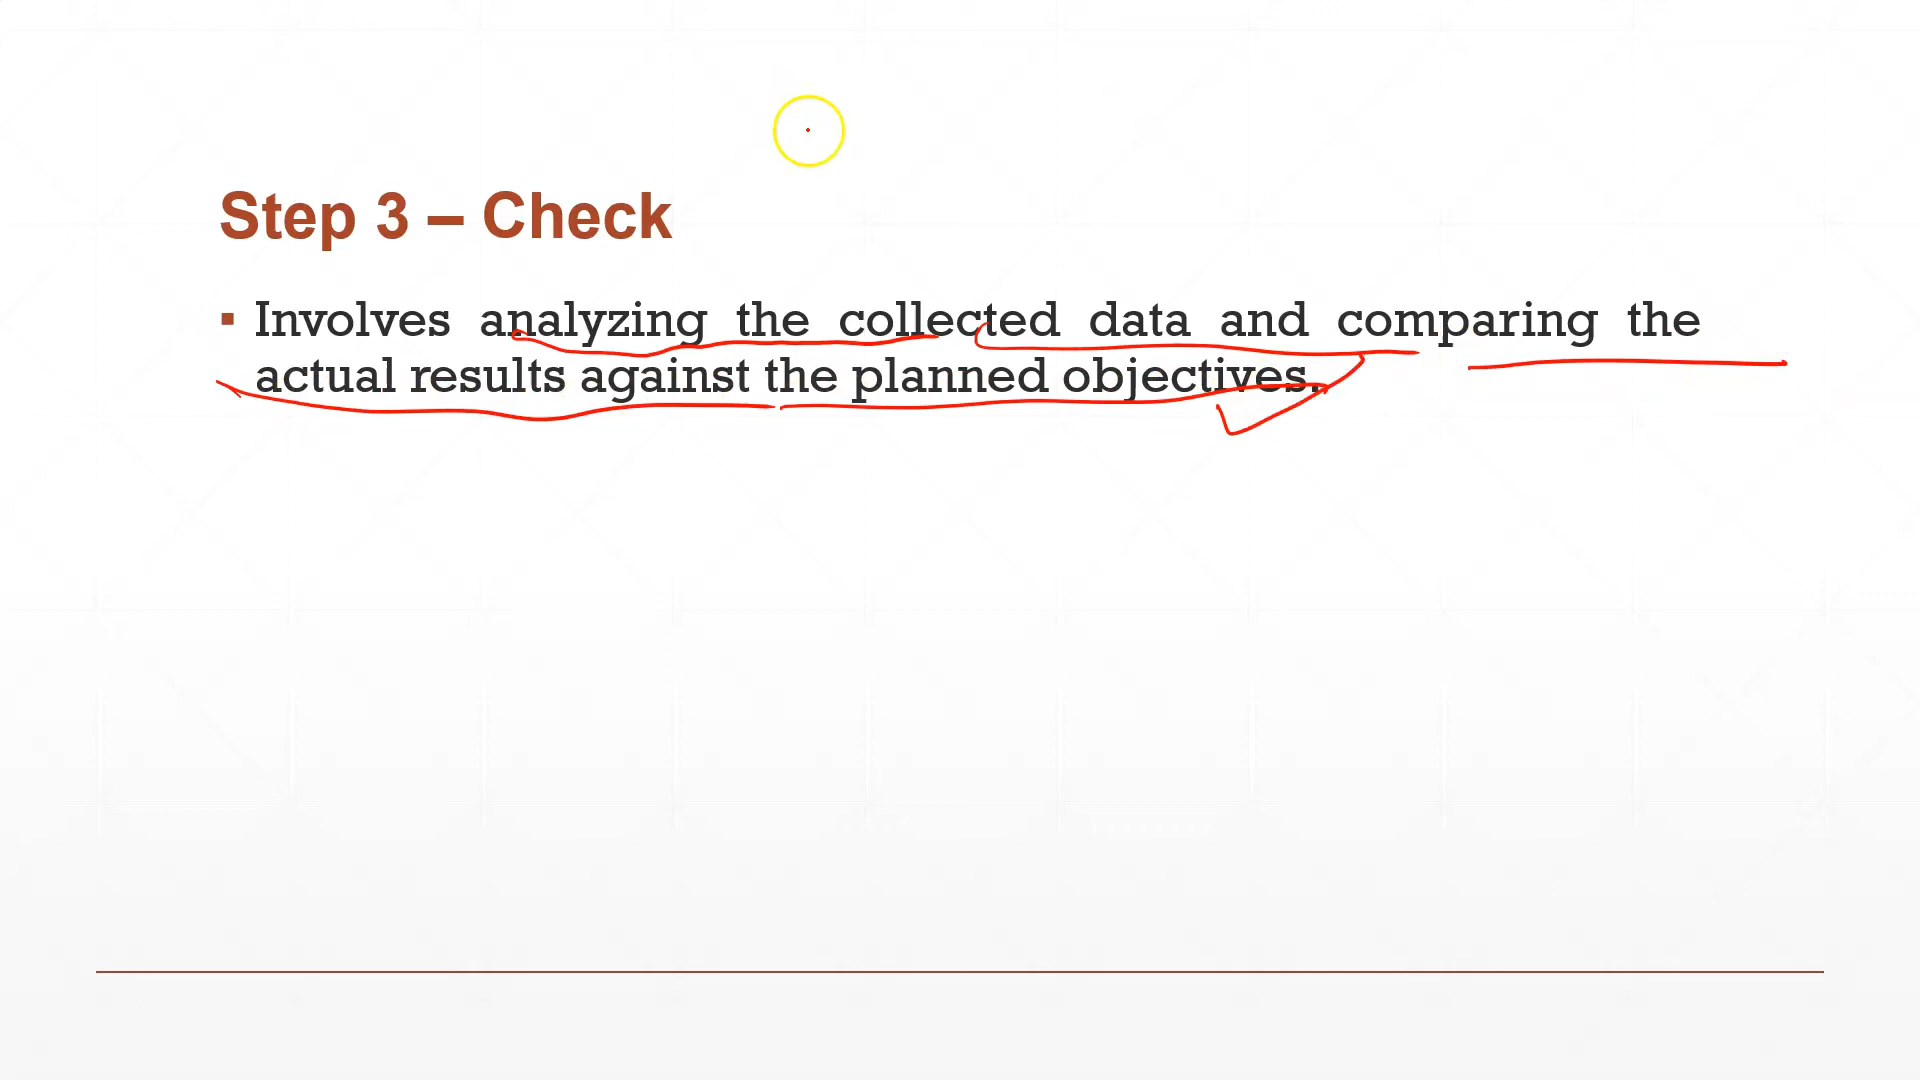 Step 3 – Check
▪ Involves analyzing the collected data and comparing the
actual results against the planned objectives.